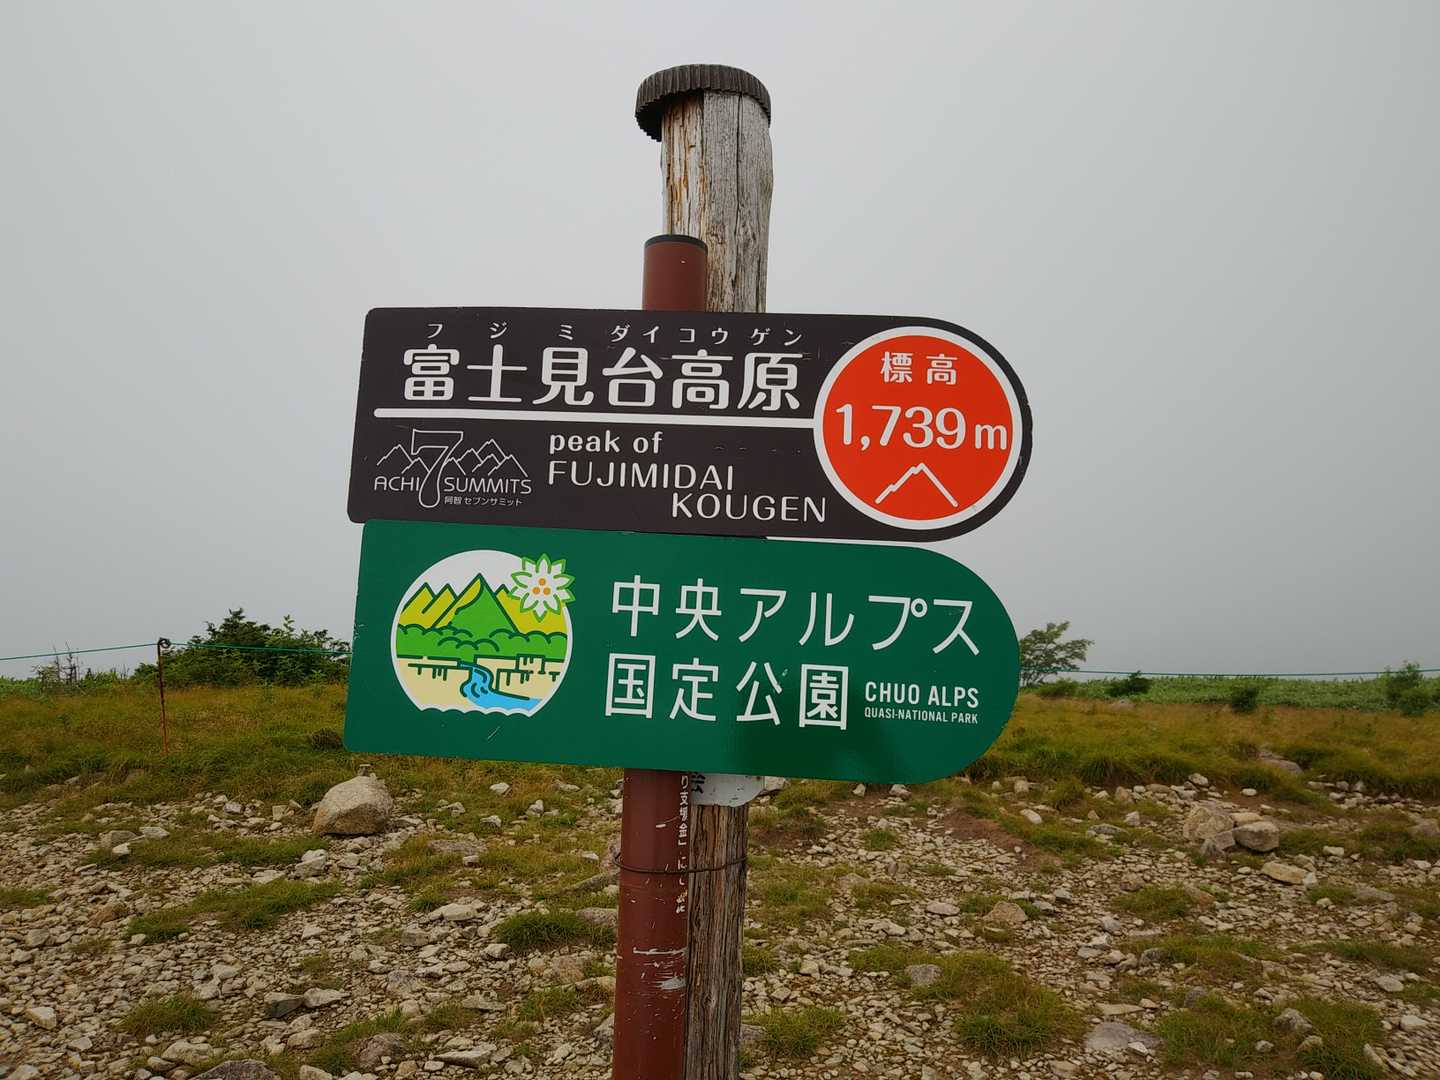 フジミダイコウゲン
富士見台高原
標高
1,739m
peak of
FUJIMIDAI
KOUGEN
7
ACHI SUMMITS
阿智 セブンサミット
中央アルプス
国定公園
CHUO ALPS
QUASI-NATIONAL PARK